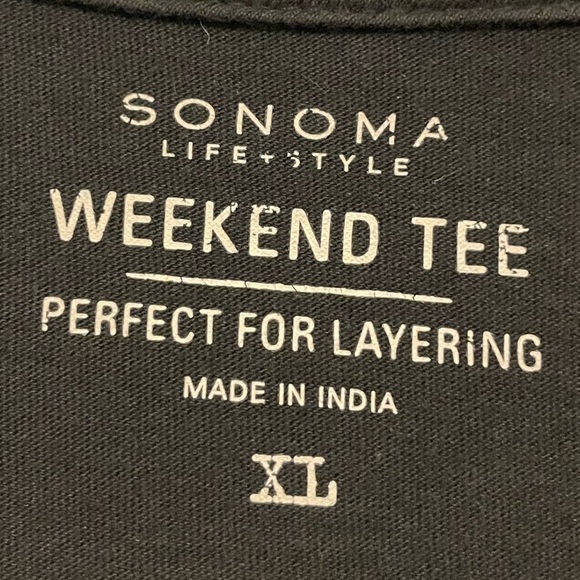 SONOMA
LIFE+STYLE
WEEKEND TEE
PERFECT FOR LAYERING
MADE IN INDIA
XL